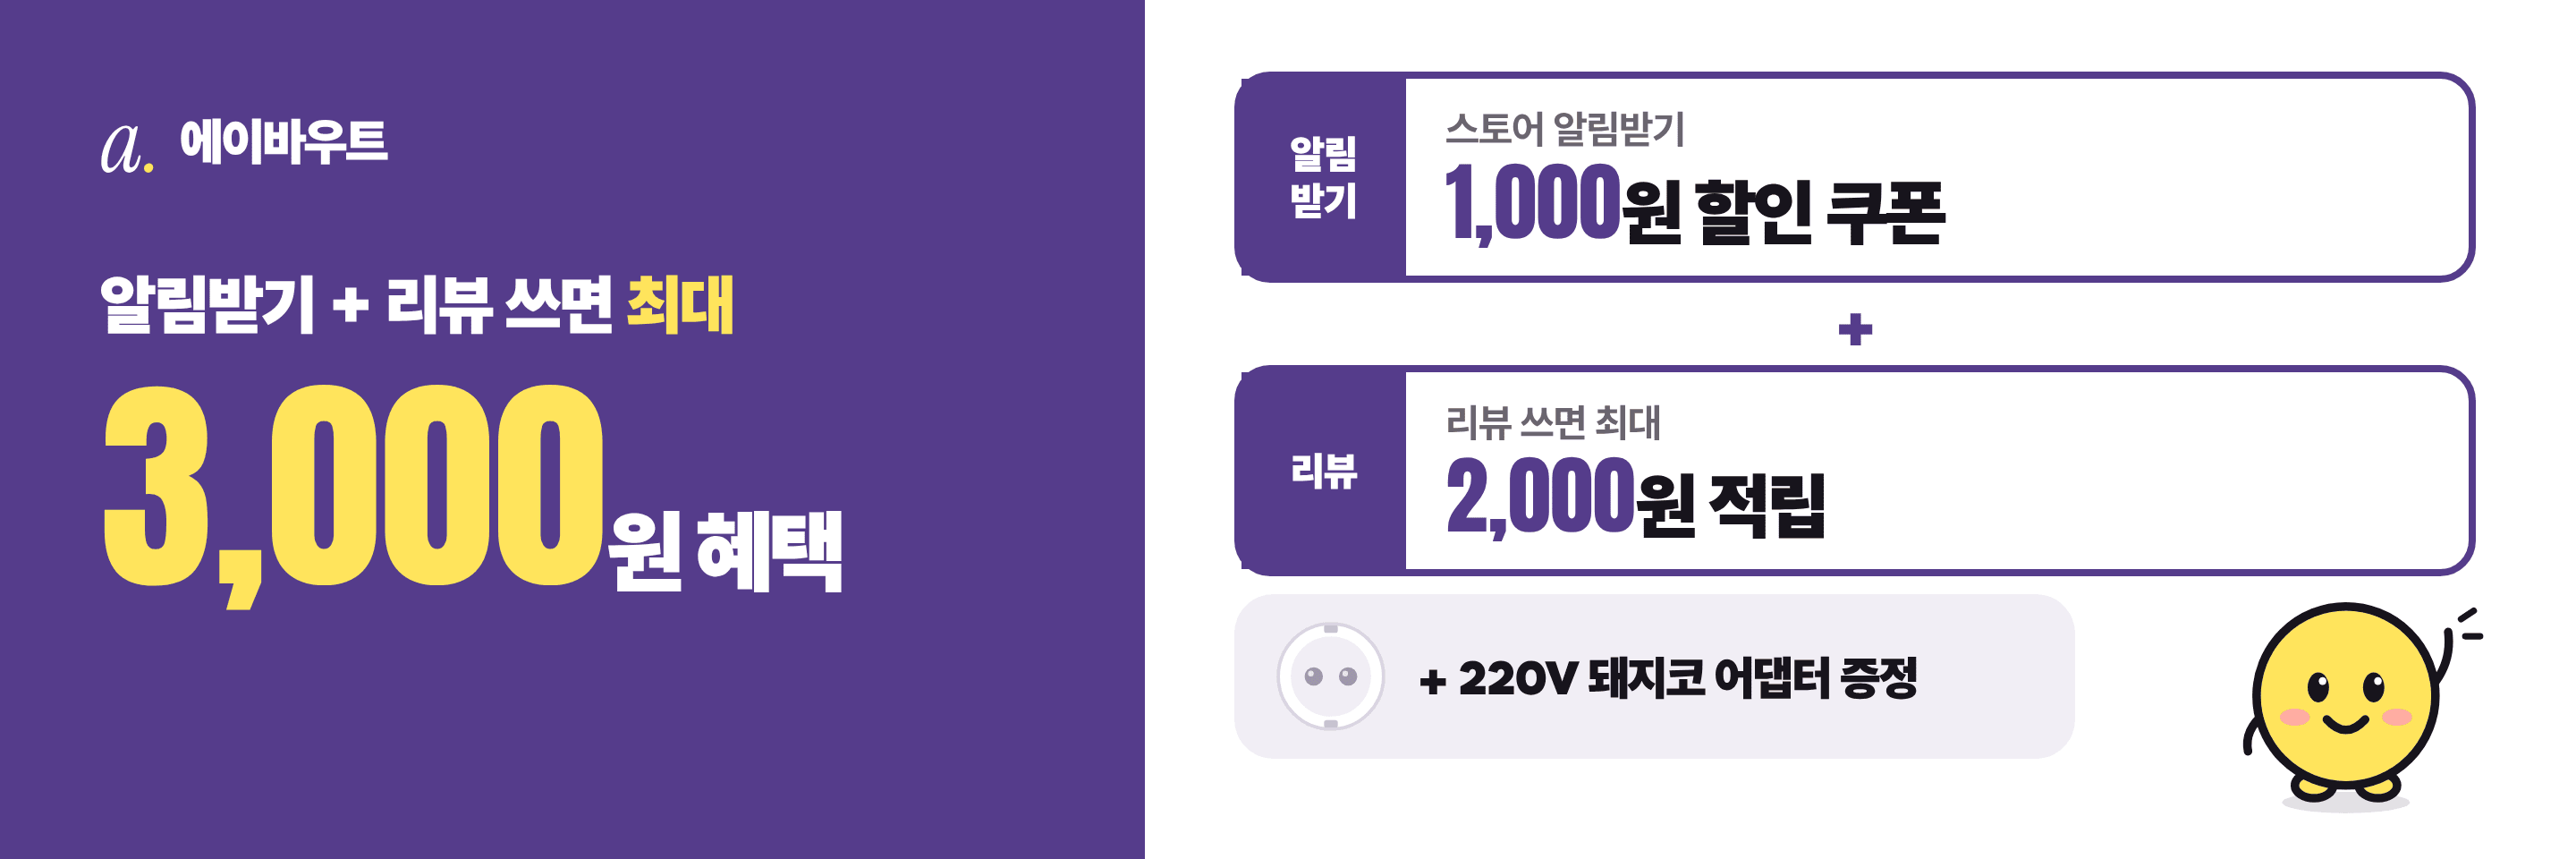 a. 에이바우트
알림받기 + 리뷰 쓰면 최대
3,000원 혜택
알림
받기
스토어 알림받기
1,000원 할인 쿠폰
+
리뷰
리뷰 쓰면 최대
2,000원 적립
+ 220V 돼지코 어댑터 증정